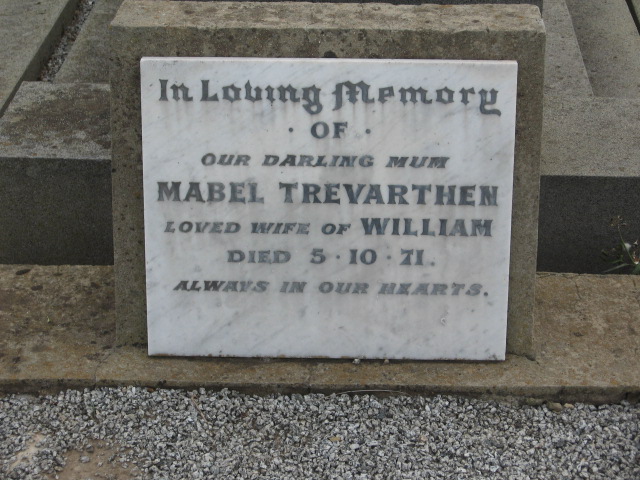 In Loving Memory
· OF ·
OUR DARLING MUM
MABEL TREVARTHEN
LOVED WIFE OF WILLIAM
DIED 5·10·71.
ALWAYS IN OUR HEARTS.